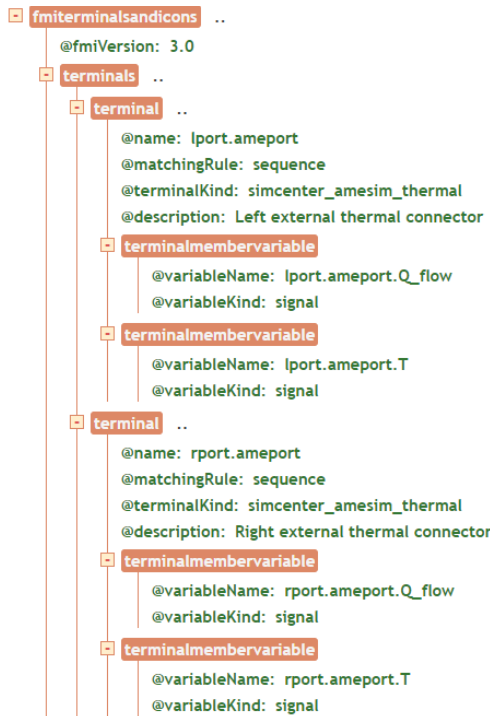 - fmiterminalsandicons ..
@fmiVersion: 3.0
- terminals ..
- terminal ..
@name: lport.ameport
@matchingRule: sequence
@terminalKind: simcenter_amesim_thermal
@description: Left external thermal connector
- terminalmembervariable
@variableName: lport.ameport.Q_flow
@variableKind: signal
- terminalmembervariable
@variableName: lport.ameport.T
@variableKind: signal
- terminal ..
@name: rport.ameport
@matchingRule: sequence
@terminalKind: simcenter_amesim_thermal
@description: Right external thermal connector
- terminalmembervariable
@variableName: rport.ameport.Q_flow
@variableKind: signal
- terminalmembervariable
@variableName: rport.ameport.T
@variableKind: signal